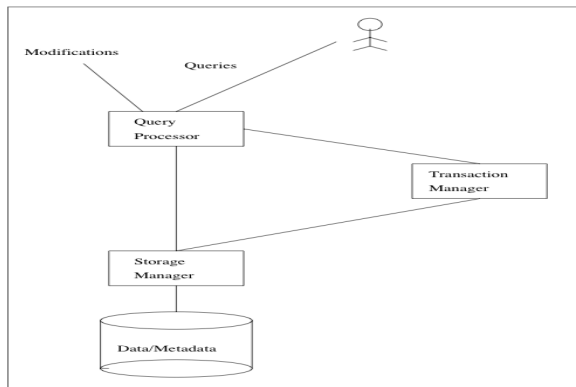 Modifications
Queries
Query
Processor
Transaction
Manager
Storage
Manager
Data/Metadata